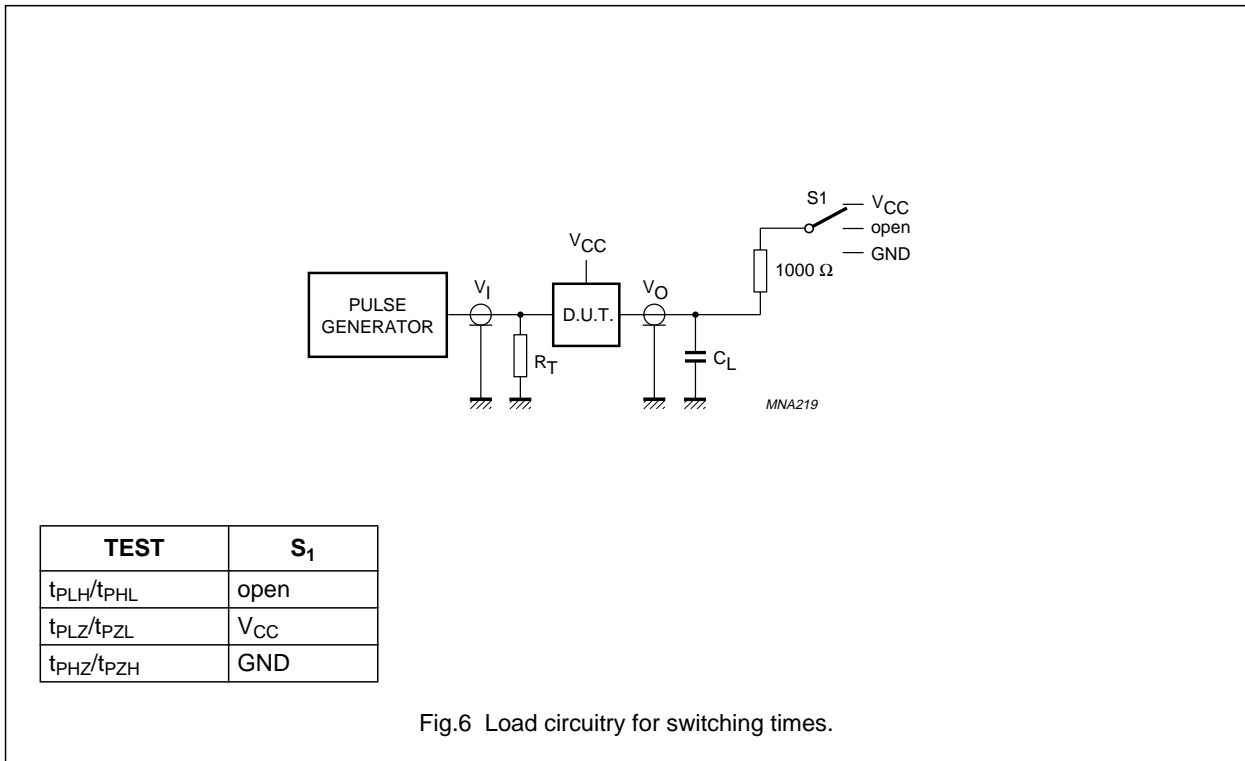 S1
VCC
open
GND
1000 Ω
VCC
VI
VO
PULSE
GENERATOR
D.U.T.
RT
CL
MNA219
TEST S1
tPLH/tPHL open
tPLZ/tPZL VCC
tPHZ/tPZH GND
Fig.6 Load circuitry for switching times.